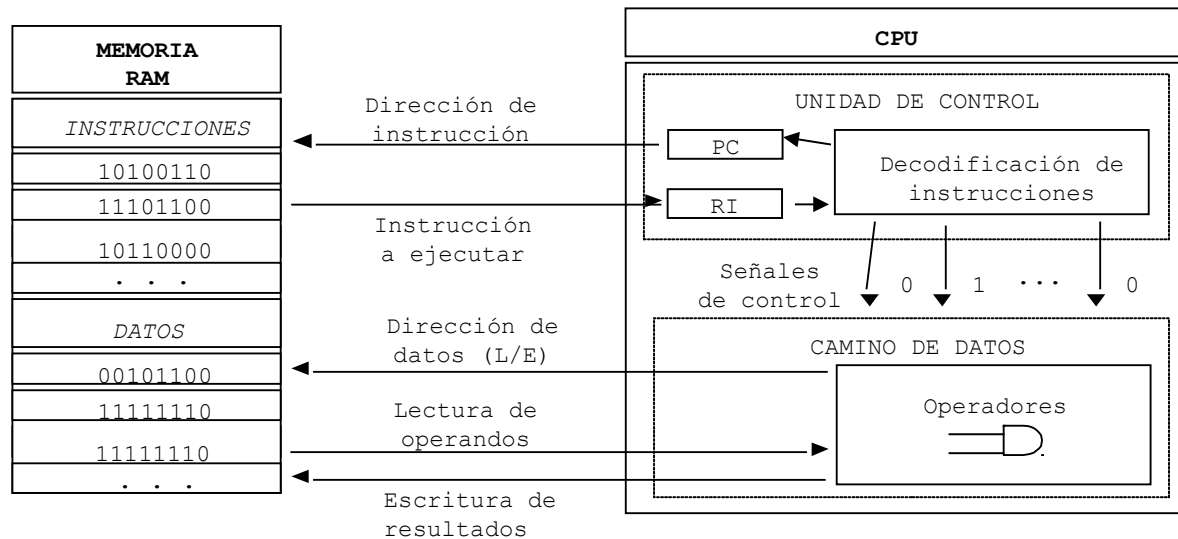 MEMORIA
RAM
INSTRUCCIONES
10100110
11101100
10110000
. . .
DATOS
00101100
11111110
11111110
. . .
Dirección de
instrucción
Instrucción
a ejecutar
Dirección de
datos (L/E)
Lectura de
operandos
Escritura de
resultados
CPU
UNIDAD DE CONTROL
PC
RI
Decodificación de
instrucciones
Señales
de control
0 1 ... 0
CAMINO DE DATOS
Operadores